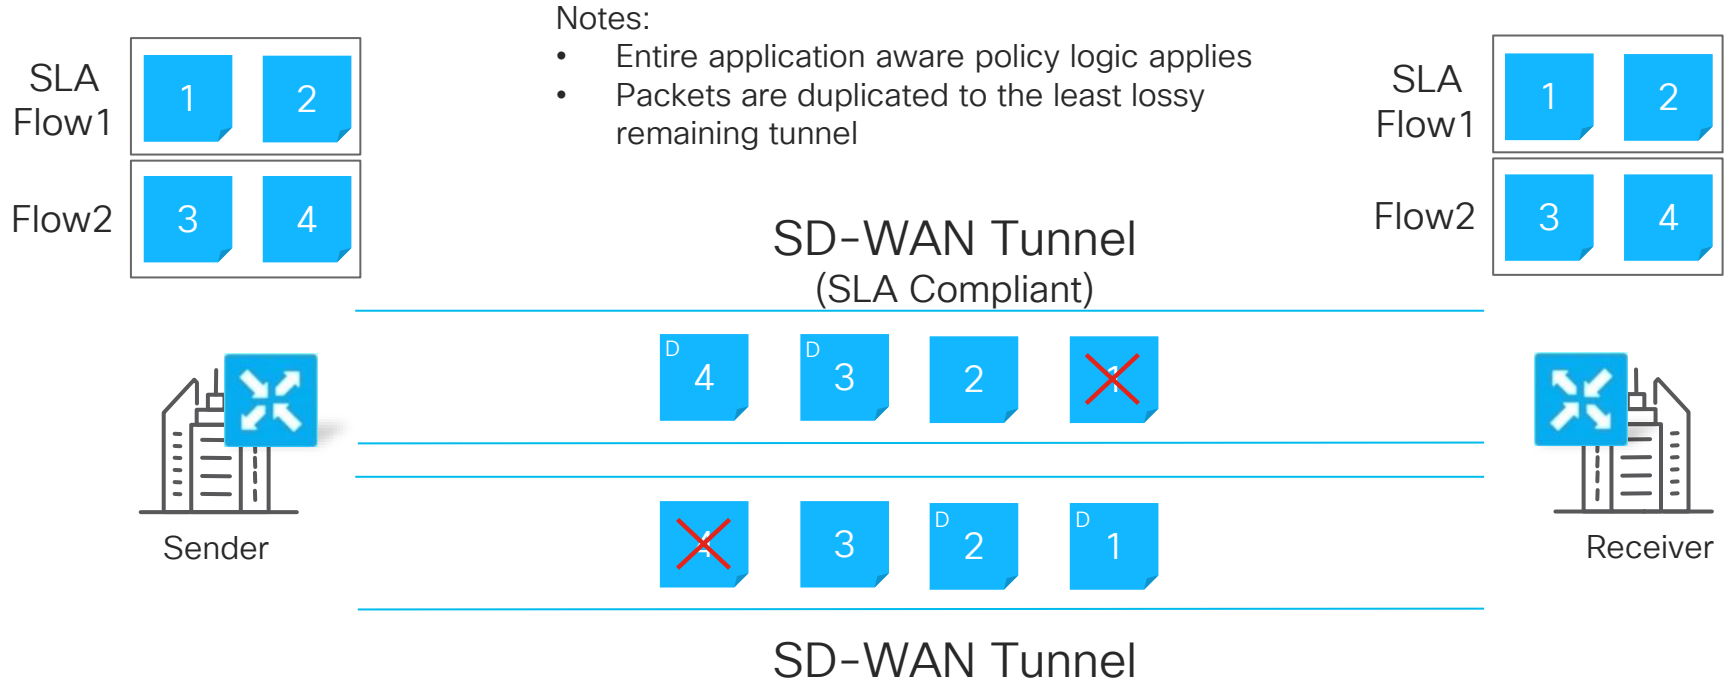 Notes:
• Entire application aware policy logic applies
• Packets are duplicated to the least lossy
remaining tunnel
SLA
Flow1
1 2
Flow2
3 4
SLA
Flow1
1 2
Flow2
3 4
SD-WAN Tunnel
(SLA Compliant)
D 4 D 3 2 1
4 3 D 2 D 1
Sender
Receiver
SD-WAN Tunnel